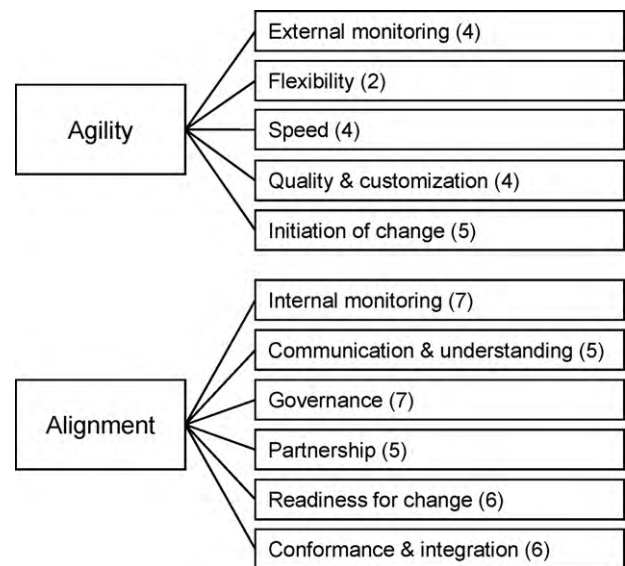 Agility
External monitoring (4)
Flexibility (2)
Speed (4)
Quality & customization (4)
Initiation of change (5)
Alignment
Internal monitoring (7)
Communication & understanding (5)
Governance (7)
Partnership (5)
Readiness for change (6)
Conformance & integration (6)